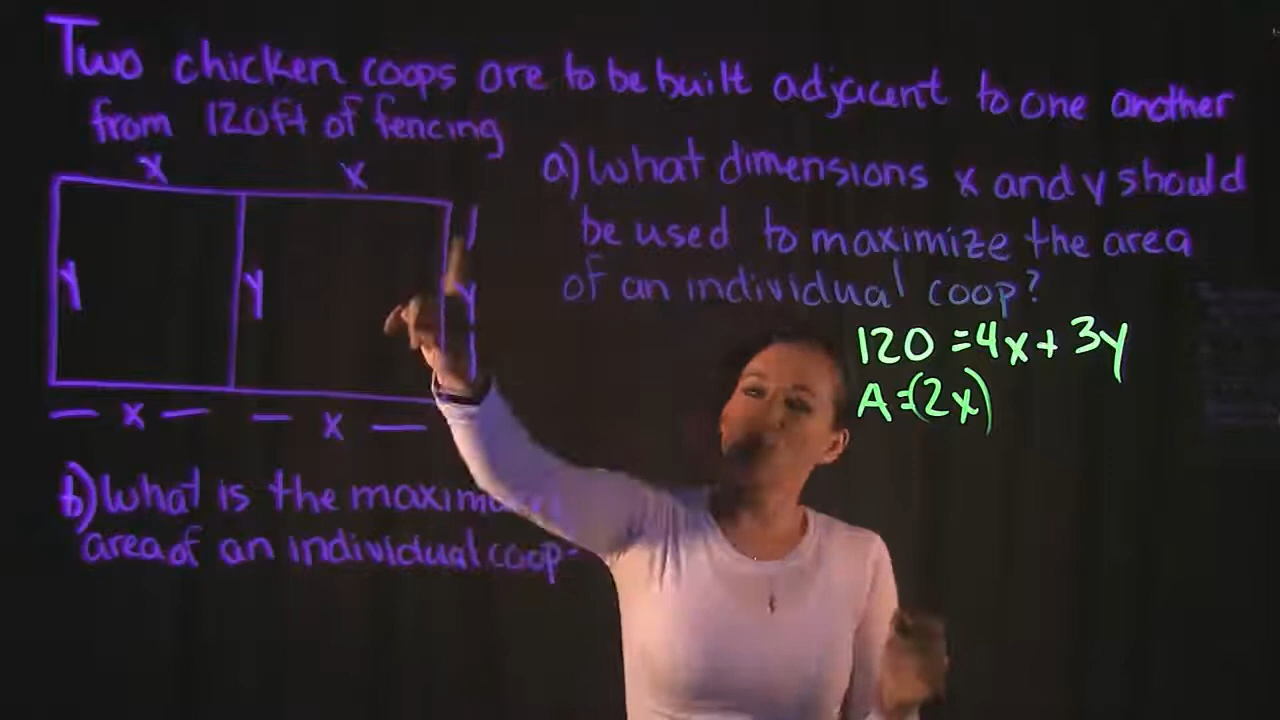 Two chicken coops are to be built adjacent to one another
from 120ft of fencing
x x
y y y
x x
a) What dimensions x and y should
be used to maximize the area
of an individual coop?
120 = 4x + 3y
A = (2x)
b) What is the
area of an individual coop